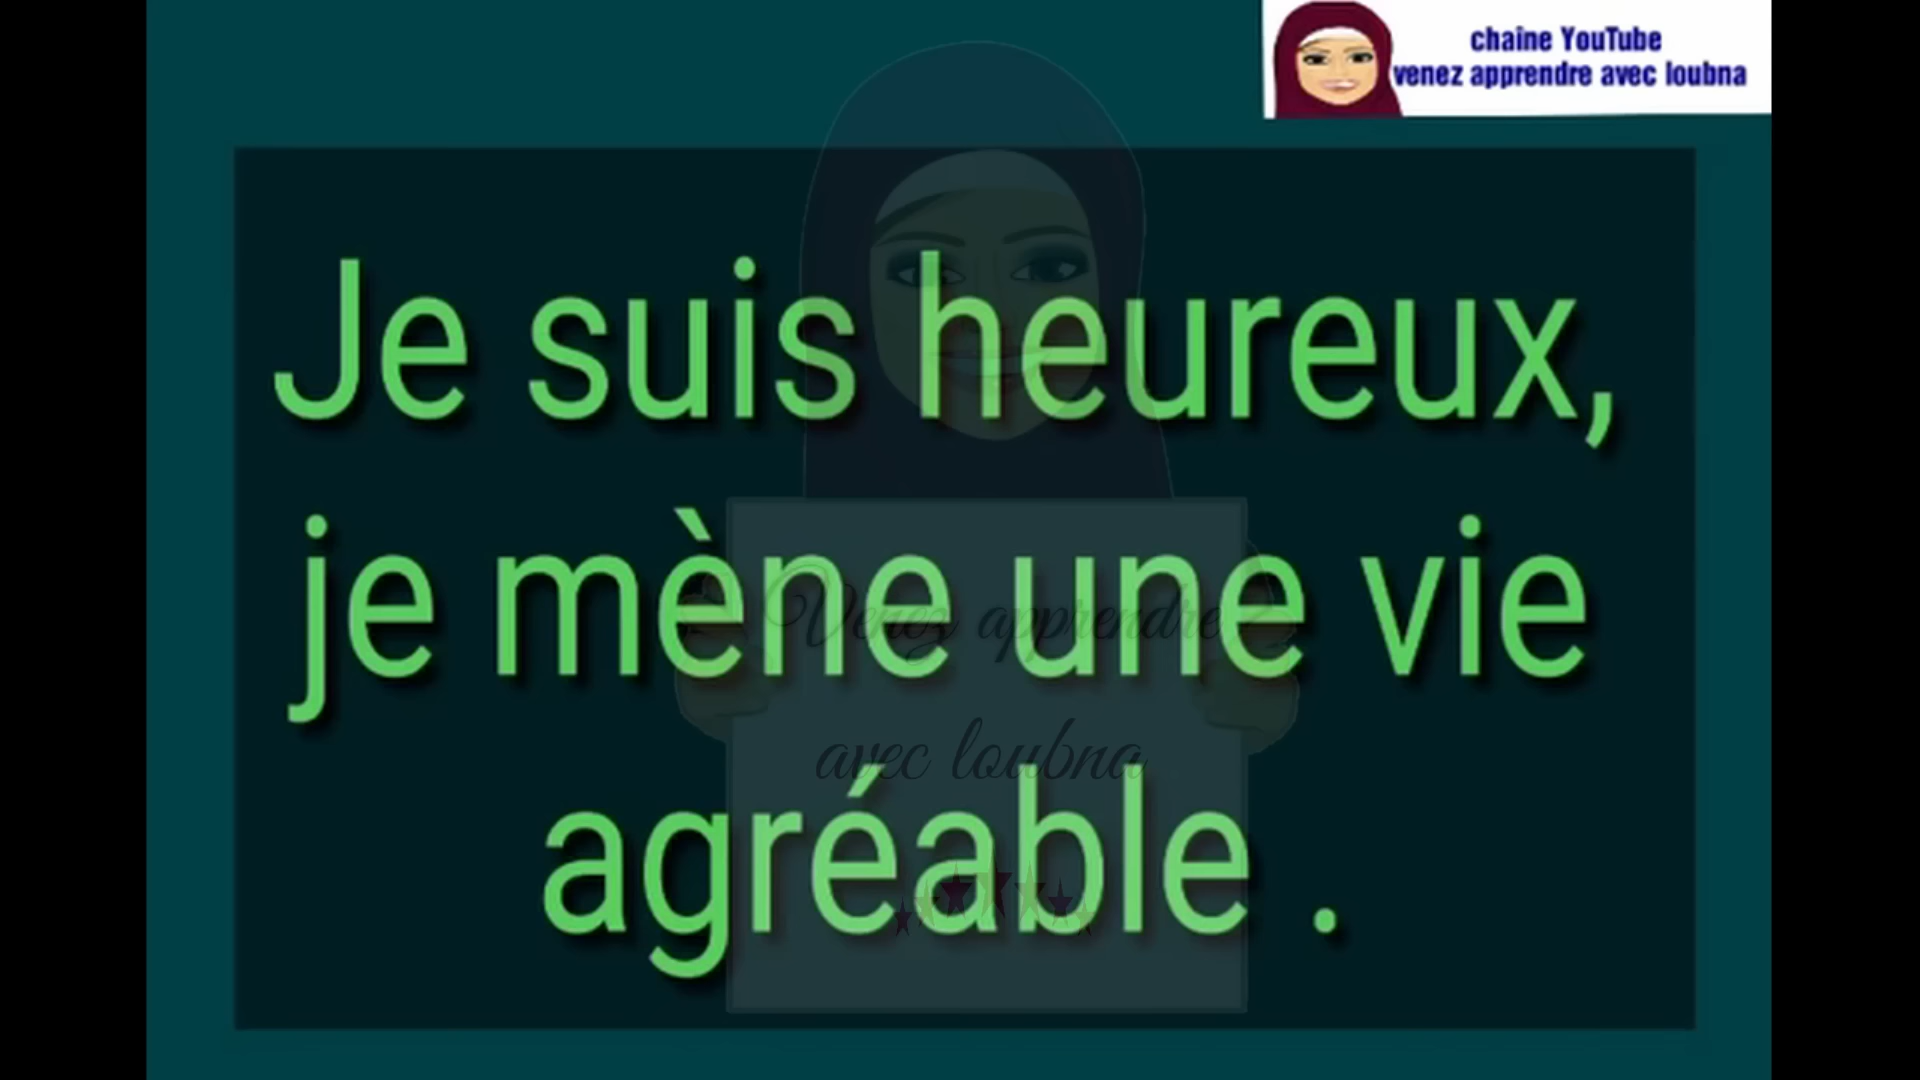 chaine YouTube
venez apprendre avec loubna
Je suis heureux,
je mène une vie
agréable .
Venez apprendre
avec loubna